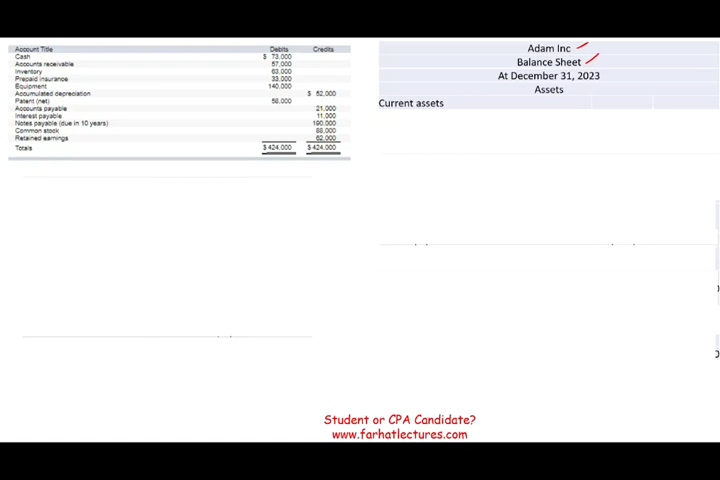 Account Title Debits Credits
Cash $ 73,000
Accounts receivable 57,000
Inventory 63,000
Prepaid insurance 33,000
Equipment 140,000
Accumulated depreciation $ 52,000
Patent (net) 58,000
Accounts payable 21,000
Interest payable 11,000
Notes payable (due in 10 years) 190,000
Common stock 88,000
Retained earnings 62,000
Totals $ 424,000 $ 424,000
Adam Inc
Balance Sheet
At December 31, 2023
Assets
Current assets
Student or CPA Candidate?
www.farhatlectures.com